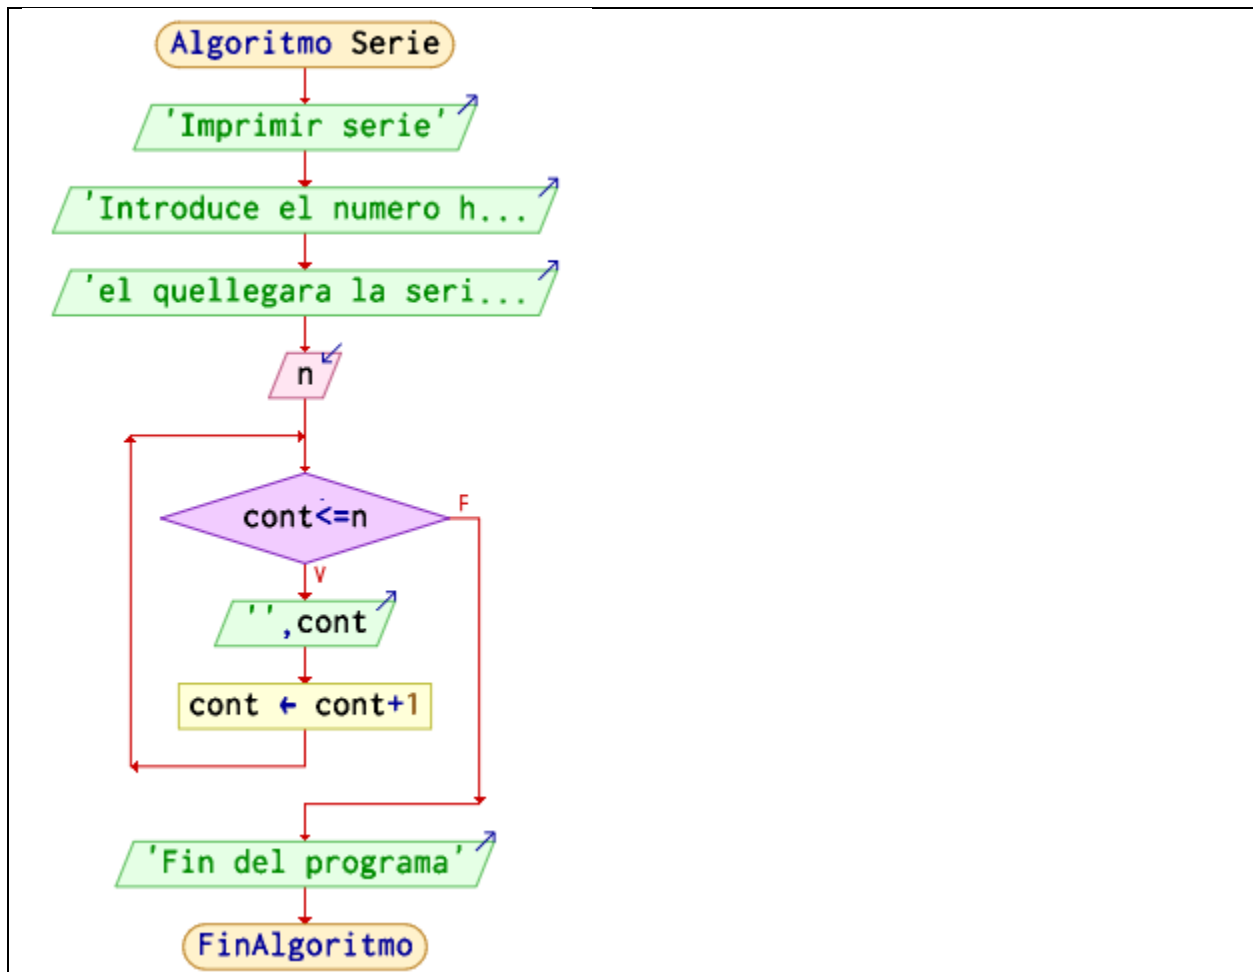 Algoritmo Serie
'Imprimir serie'
'Introduce el numero h...
'el quellegara la seri...
n
cont<=n
F
V
'',cont
cont ← cont+1
'Fin del programa'
FinAlgoritmo